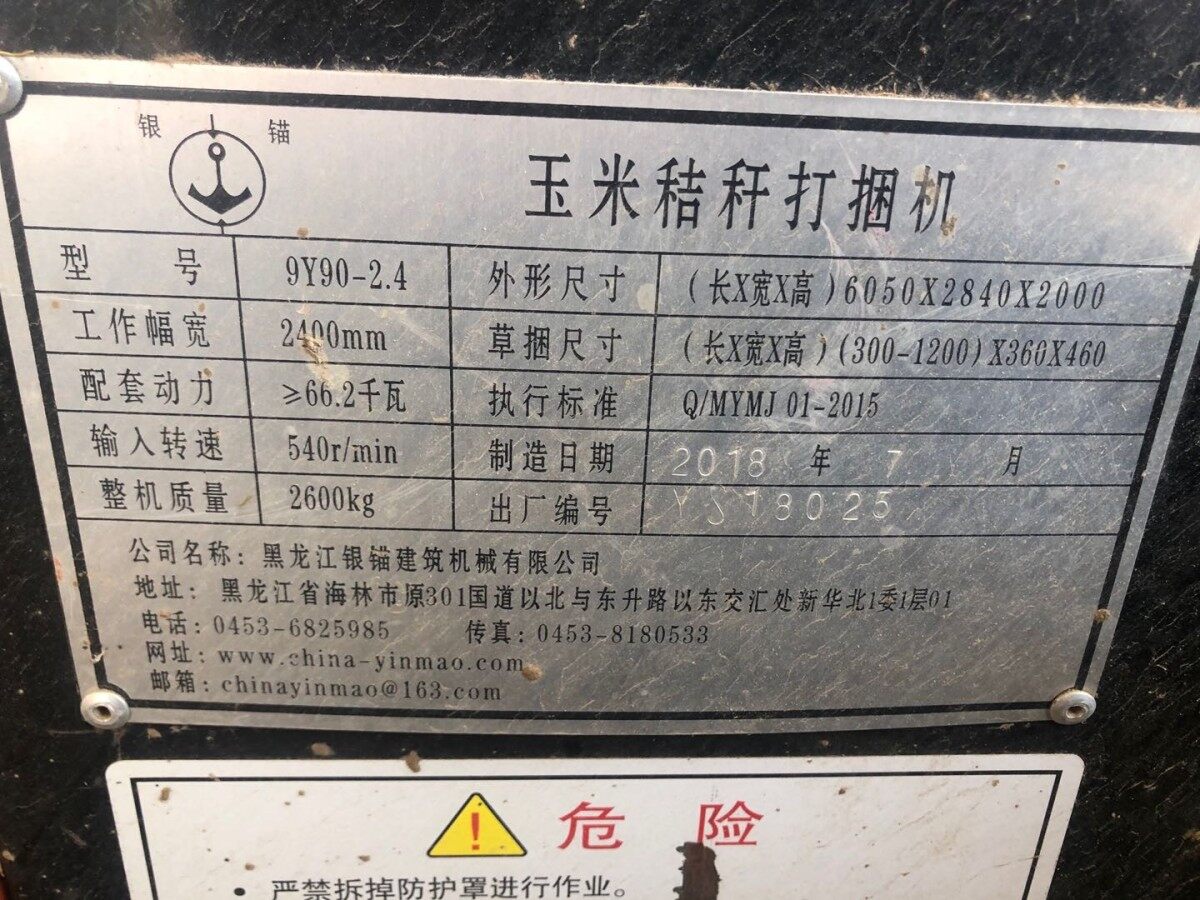 银 锚
玉米秸秆打捆机
型 号 9Y90-2.4 外形尺寸 (长X宽X高)6050X2840X2000
工作幅宽 2400mm 草捆尺寸 (长X宽X高)(300-1200)X360X460
配套动力 ≥66.2千瓦 执行标准 Q/MYMJ 01-2015
输入转速 540r/min 制造日期 2018 年 7 月
整机质量 2600kg 出厂编号 YS18025
公司名称: 黑龙江银锚建筑机械有限公司
地址: 黑龙江省海林市原301国道以北与东升路以东交汇处新华北1委1层01
电话: 0453-6825985 传真: 0453-8180533
网址: www.china-yinmao.com
邮箱: chinayinmao@163.com
! 危 险
• 严禁拆掉防护罩进行作业。